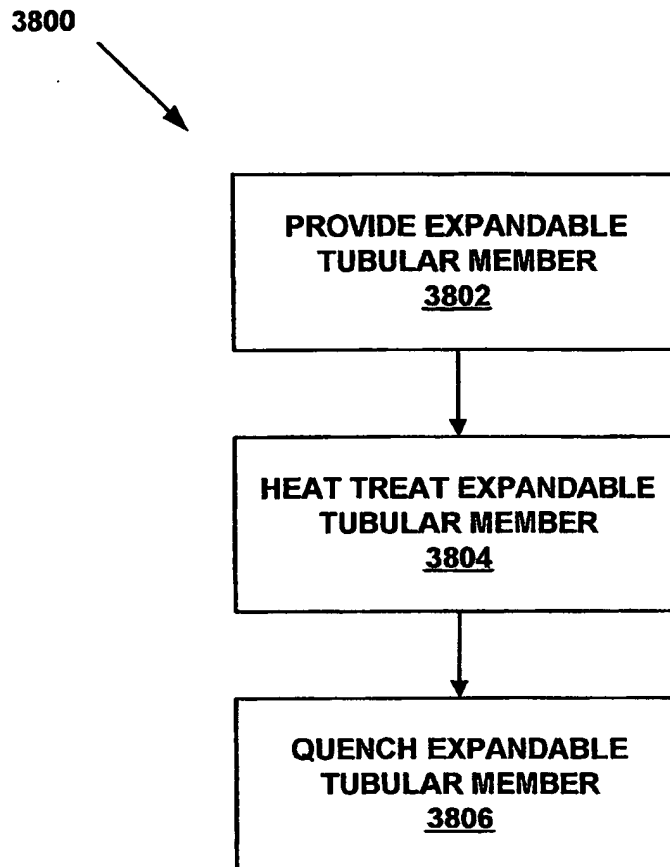 3800
PROVIDE EXPANDABLE
TUBULAR MEMBER
3802
HEAT TREAT EXPANDABLE
TUBULAR MEMBER
3804
QUENCH EXPANDABLE
TUBULAR MEMBER
3806